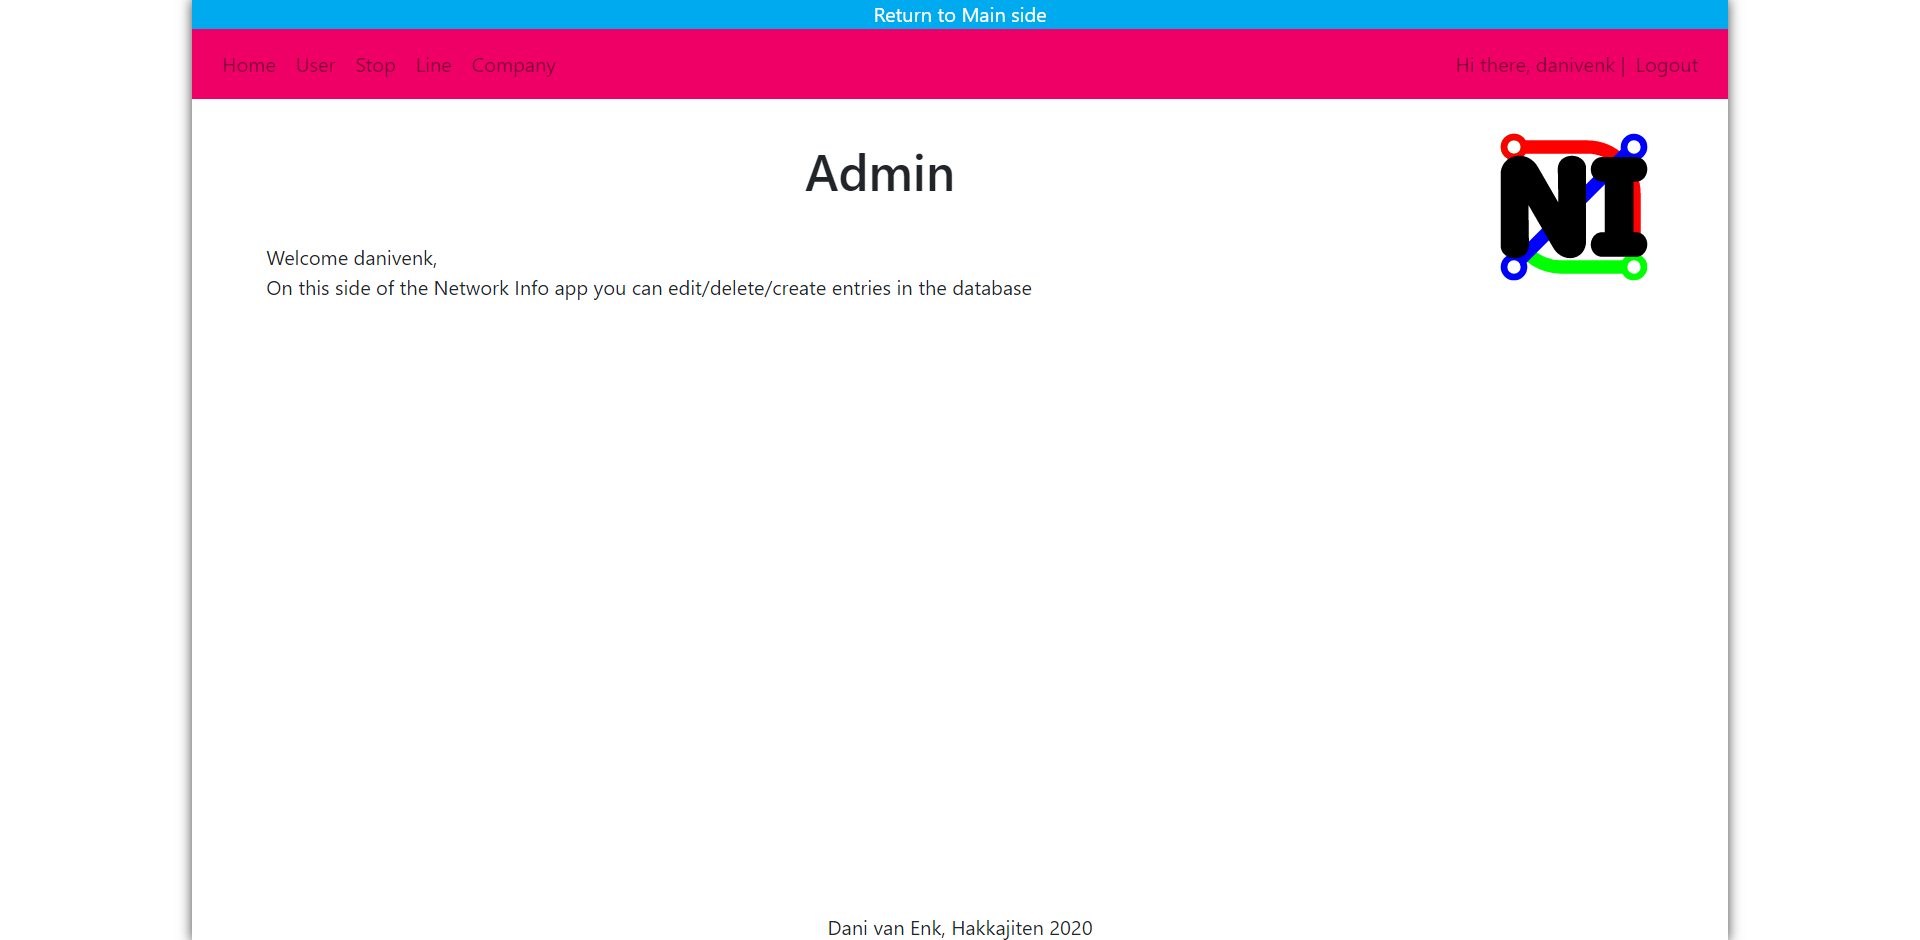 Return to Main side
Home User Stop Line Company Hi there, danivenk | Logout
NI
Admin
Welcome danivenk,
On this side of the Network Info app you can edit/delete/create entries in the database
Dani van Enk, Hakkajiten 2020